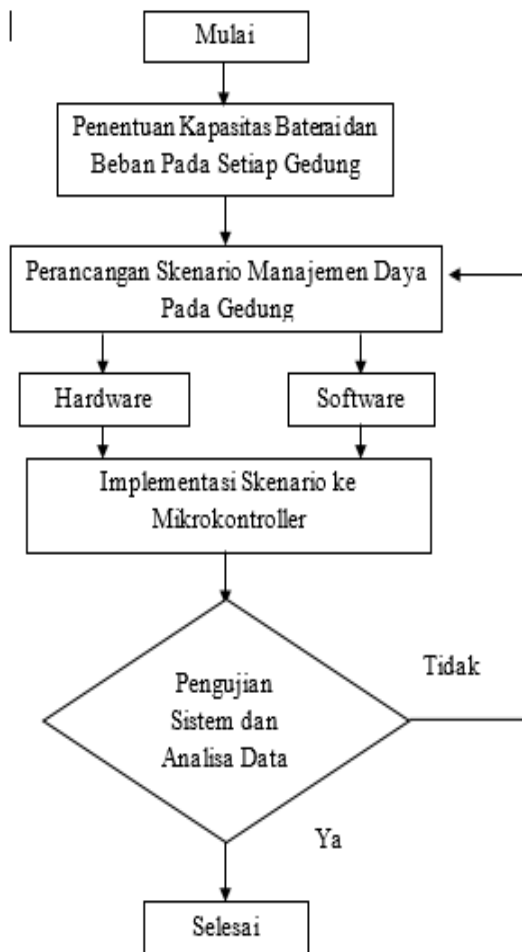 Mulai
Penentuan Kapasitas Baterai dan
Beban Pada Setiap Gedung
Perancangan Skenario Manajemen Daya
Pada Gedung
Hardware
Software
Implementasi Skenario ke
Mikrokontroller
Pengujian
Sistem dan
Analisa Data
Tidak
Ya
Selesai